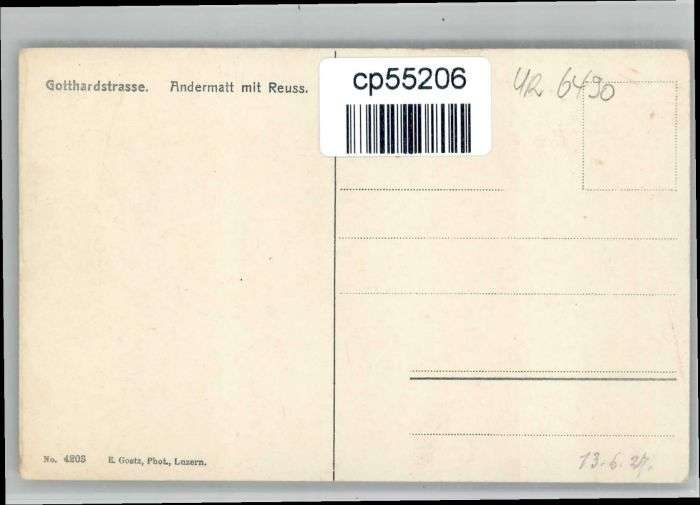 Gotthardstrasse. Andermatt mit Reuss.
cp55206
UR 6490
No. 4203 E. Goetz, Phot., Luzern.
13.6.27.